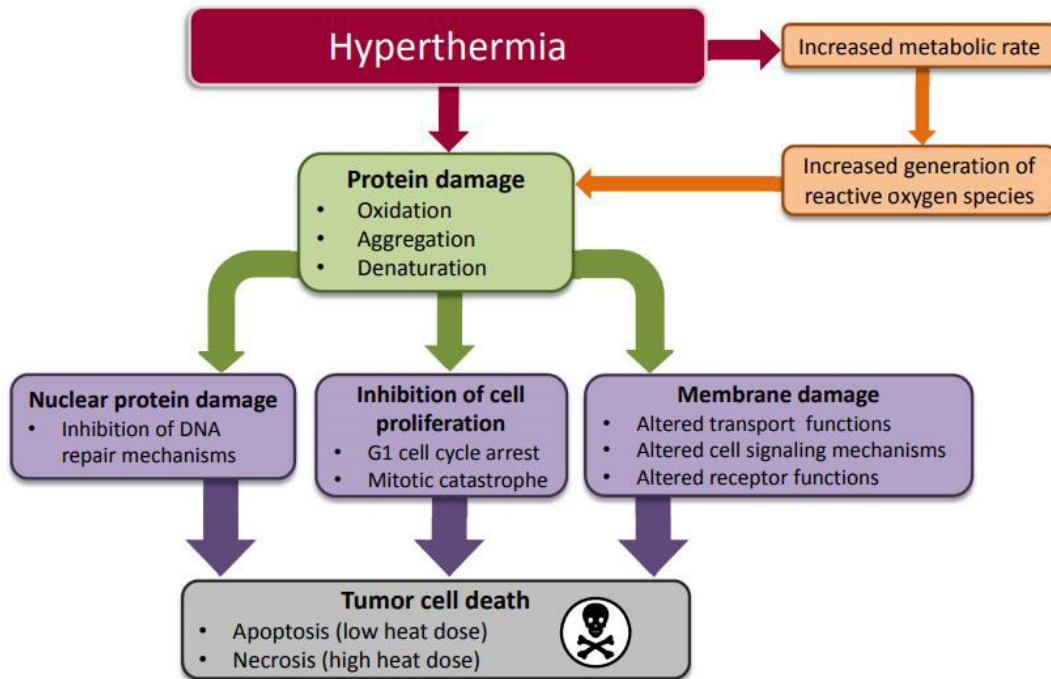 Hyperthermia
Increased metabolic rate
Increased generation of
reactive oxygen species
Protein damage
• Oxidation
• Aggregation
• Denaturation
Nuclear protein damage
• Inhibition of DNA
repair mechanisms
Inhibition of cell
proliferation
• G1 cell cycle arrest
• Mitotic catastrophe
Membrane damage
• Altered transport functions
• Altered cell signaling mechanisms
• Altered receptor functions
Tumor cell death
• Apoptosis (low heat dose)
• Necrosis (high heat dose)